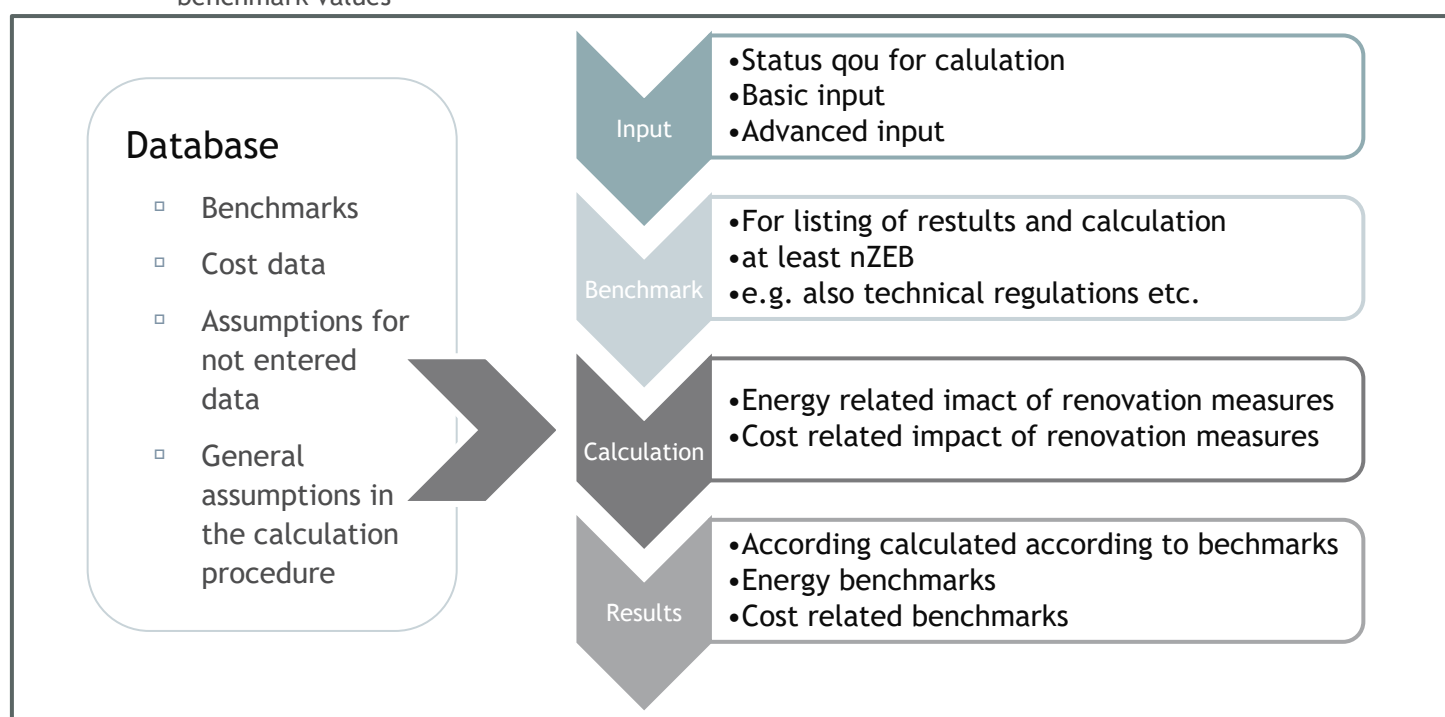 benchmark values
Database
▫ Benchmarks
▫ Cost data
▫ Assumptions for
not entered
data
▫ General
assumptions in
the calculation
procedure
Input
•Status qou for calulation
•Basic input
•Advanced input
Benchmark
•For listing of restults and calculation
•at least nZEB
•e.g. also technical regulations etc.
Calculation
•Energy related imact of renovation measures
•Cost related impact of renovation measures
Results
•According calculated according to bechmarks
•Energy benchmarks
•Cost related benchmarks